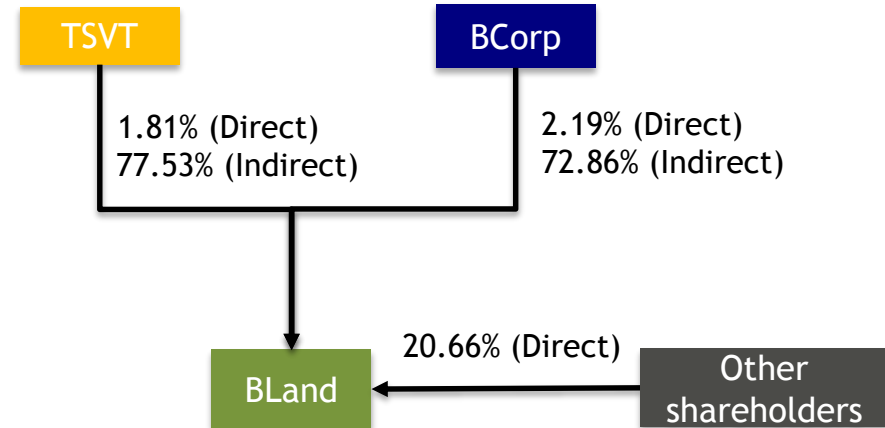 TSVT
BCorp
1.81% (Direct)
77.53% (Indirect)
2.19% (Direct)
72.86% (Indirect)
20.66% (Direct)
BLand
Other
shareholders